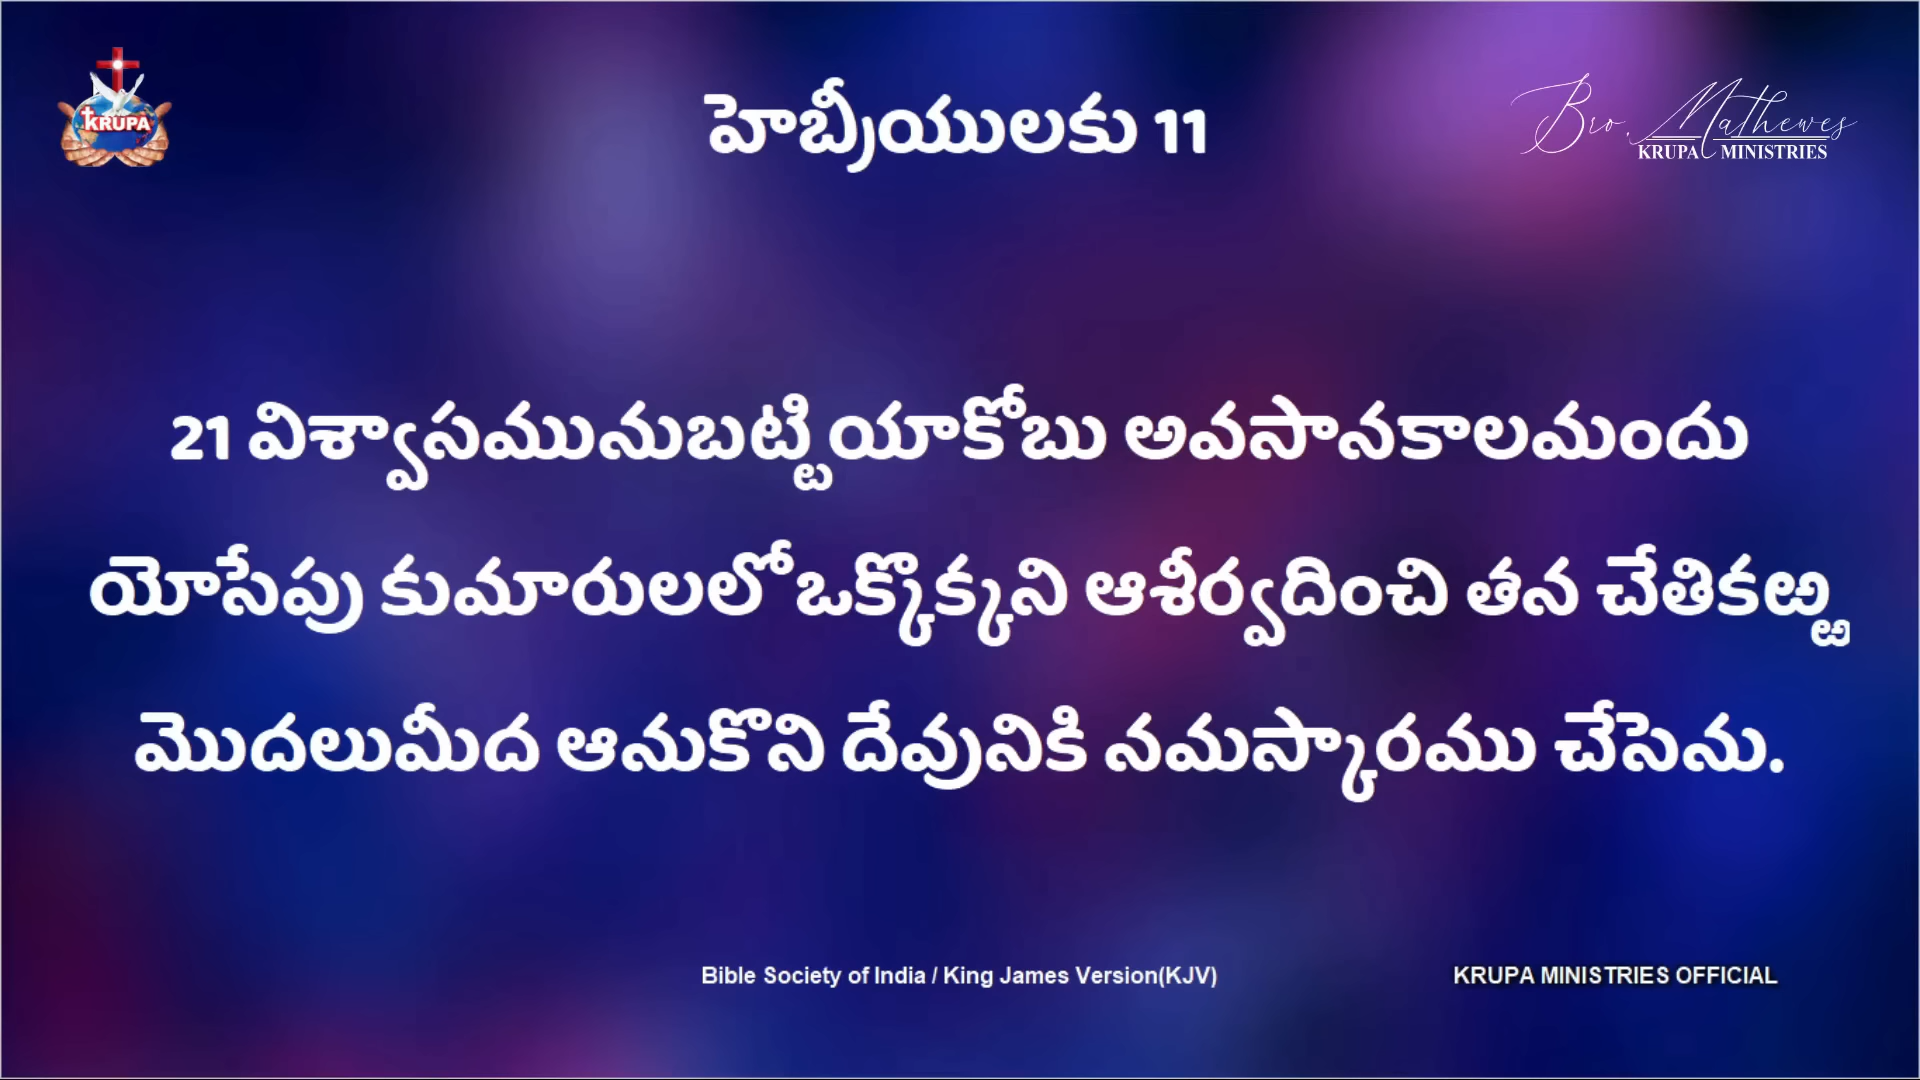 KRUPA
హెబ్రీయులకు 11
Bro. Mathewes
KRUPA MINISTRIES
21 విశ్వాసమునుబట్టి యాకోబు అవసానకాలమందు
యోసేపు కుమారులలో ఒక్కొక్కని ఆశీర్వదించి తన చేతికఱ్ఱ
మొదలుమీద ఆనుకొని దేవునికి నమస్కారము చేసెను.
Bible Society of India / King James Version(KJV)
KRUPA MINISTRIES OFFICIAL